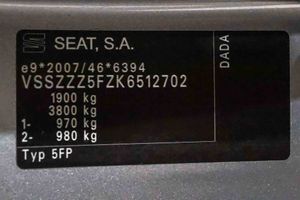 SEAT, S.A.
e9*2007/46*6394
VSSZZZ5FZK6512702
1900 kg
3800 kg
1- 970 kg
2- 980 kg
Typ 5FP
DADA